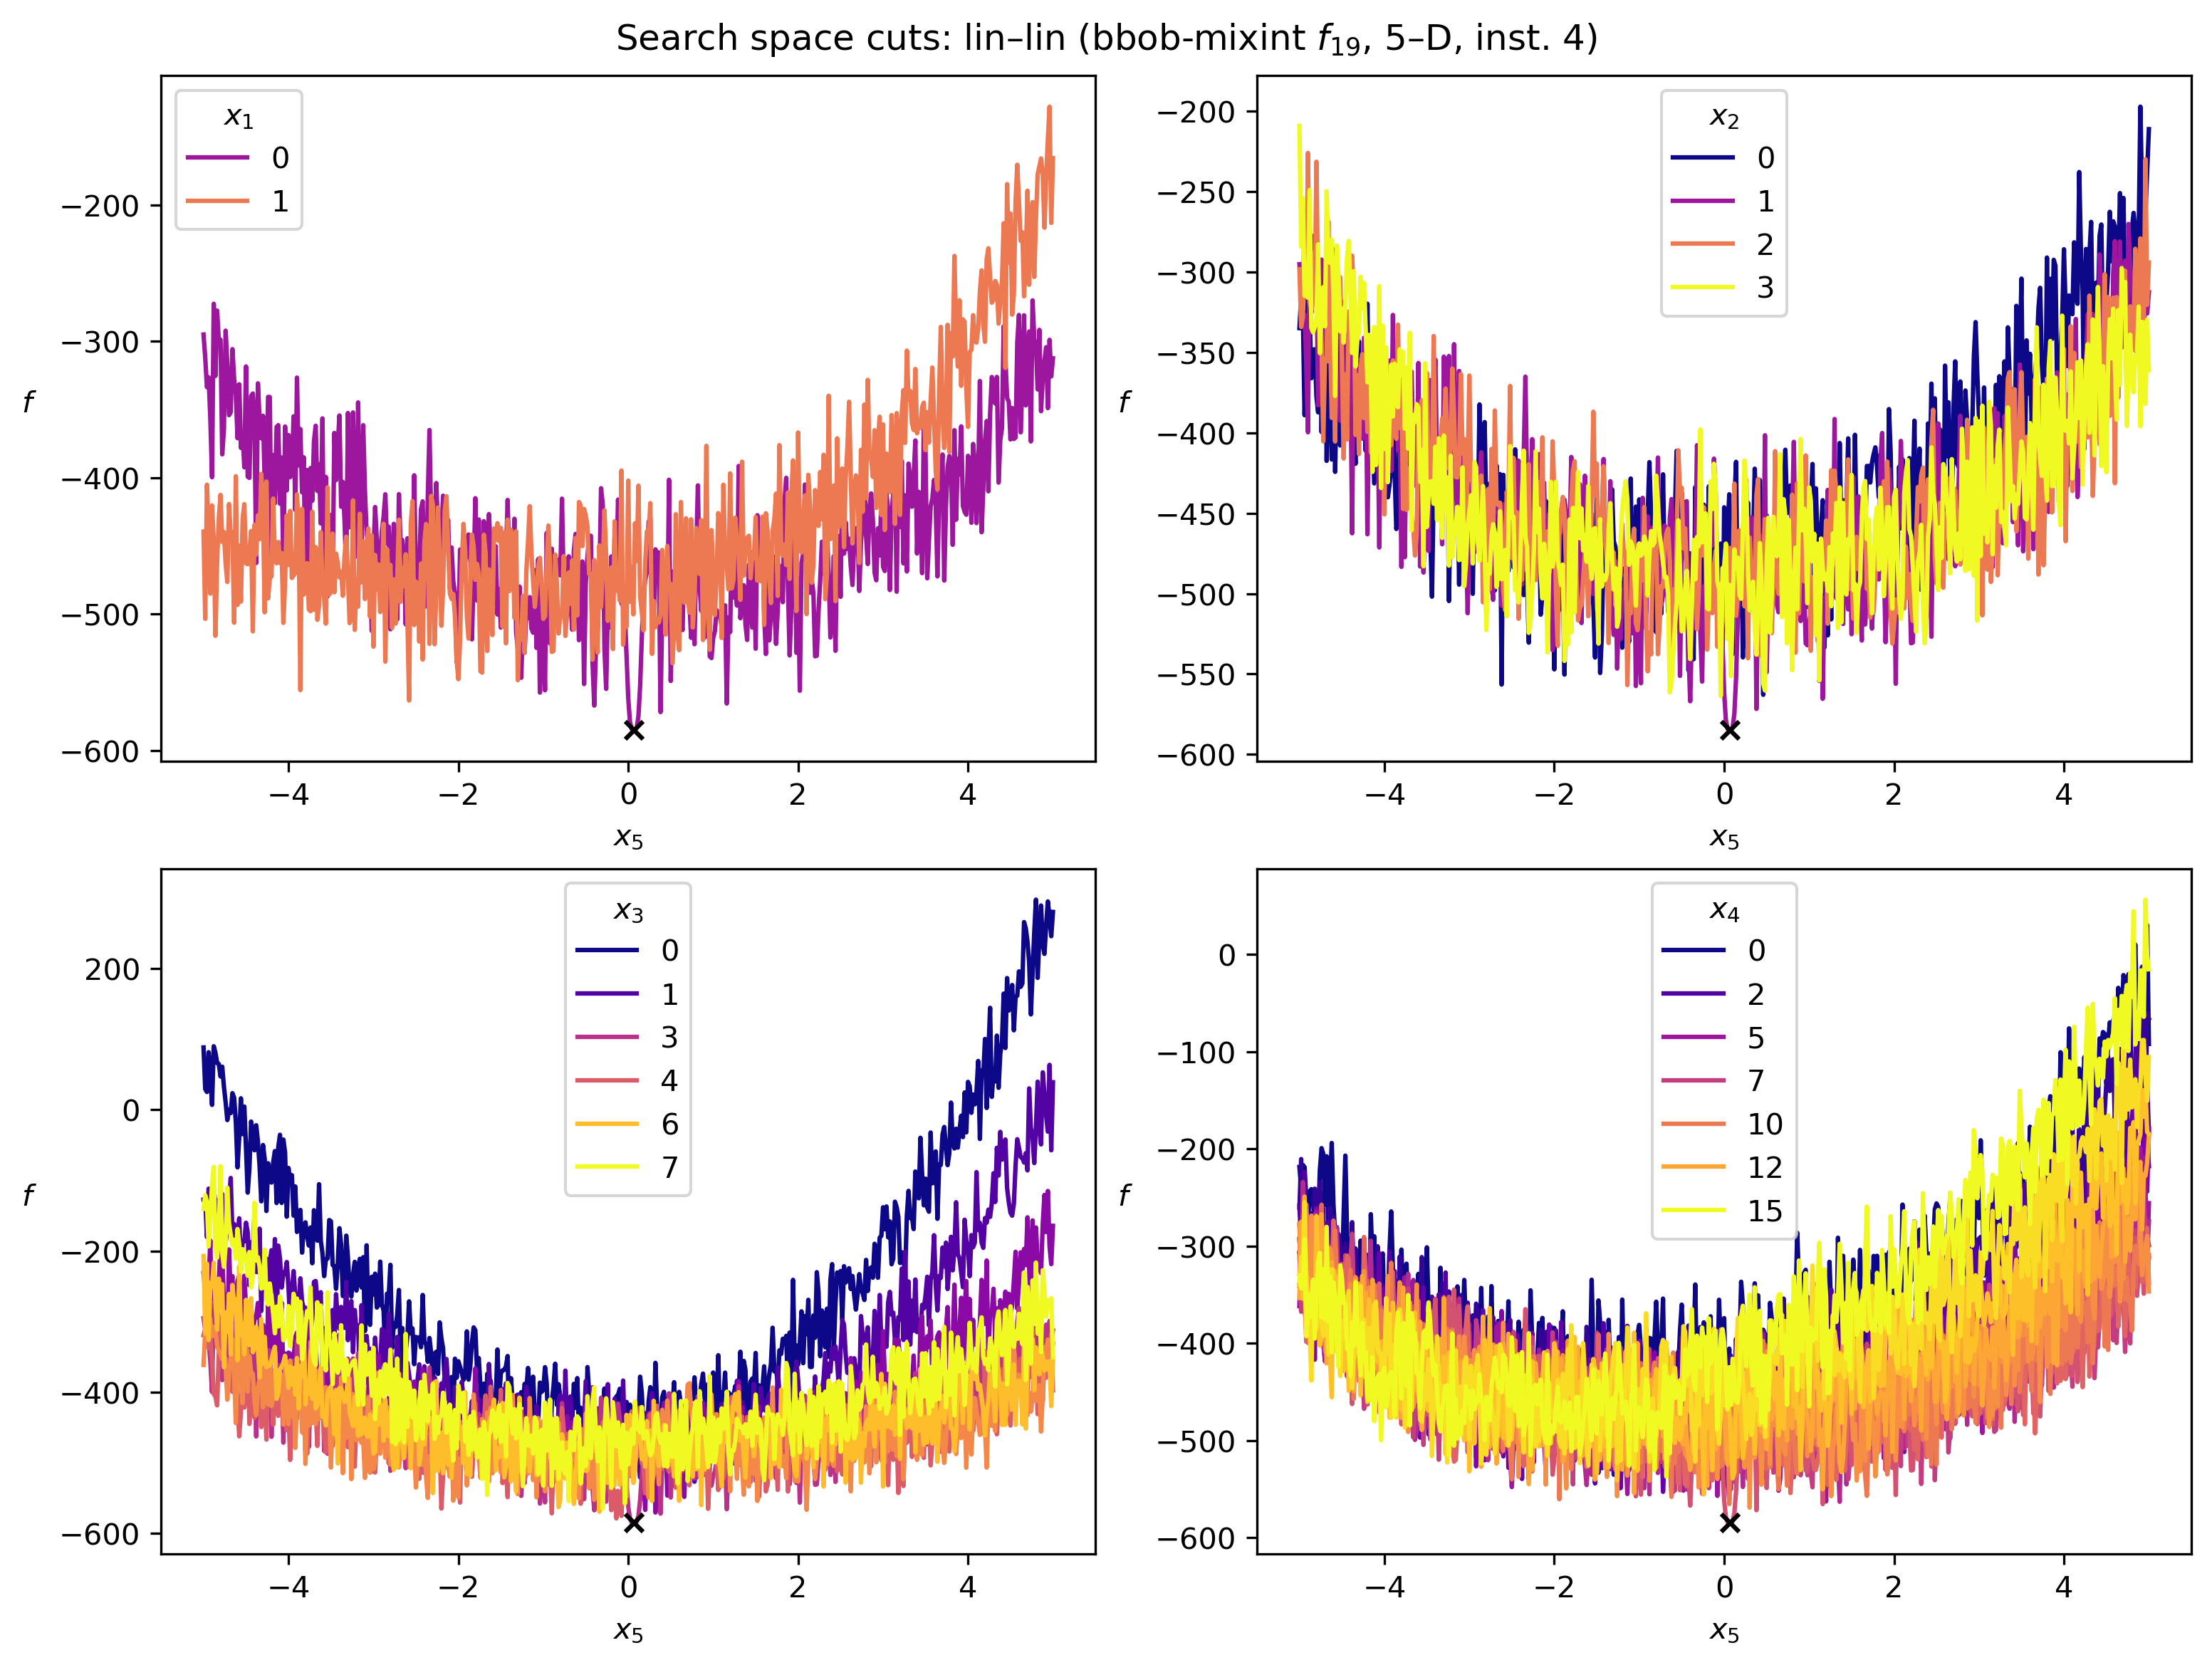 Search space cuts: lin–lin (bbob-mixint f19, 5–D, inst. 4)
x1
0
1
−200
−300
−400
−500
−600
f
−4 −2 0 2 4
x5
x2
0
1
2
3
−200
−250
−300
−350
−400
−450
−500
−550
−600
f
−4 −2 0 2 4
x5
x3
0
1
3
4
6
7
200
0
−200
−400
−600
f
−4 −2 0 2 4
x5
x4
0
2
5
7
10
12
15
0
−100
−200
−300
−400
−500
−600
f
−4 −2 0 2 4
x5